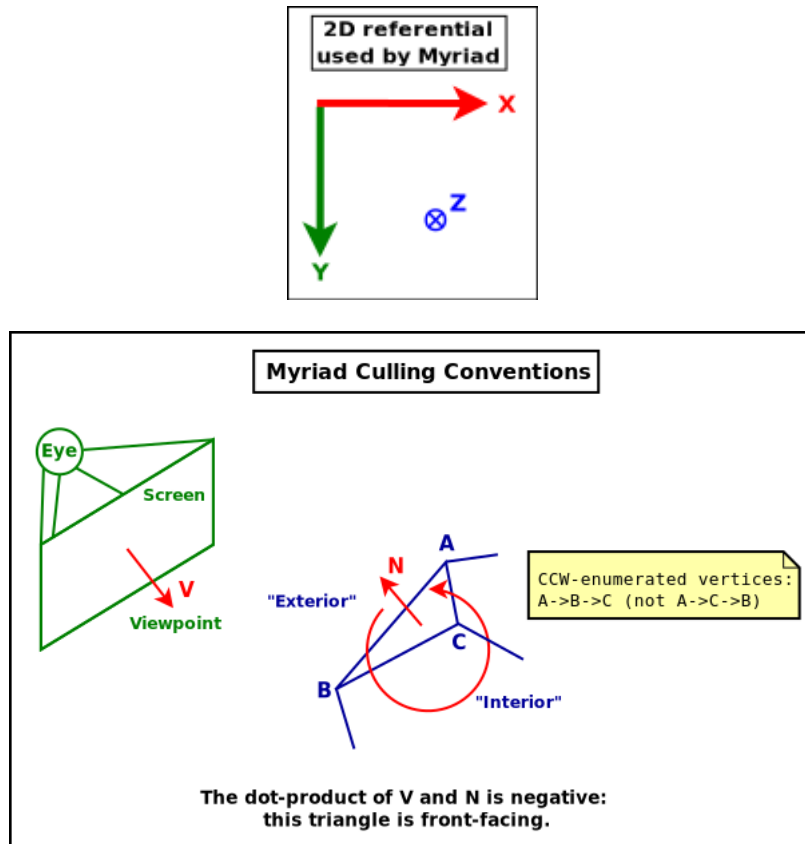 2D referential
used by Myriad
X
Z
Y
Myriad Culling Conventions
Eye
Screen
V
Viewpoint
A
N
"Exterior"
CCW-enumerated vertices:
A->B->C (not A->C->B)
C
B
"Interior"
The dot-product of V and N is negative:
this triangle is front-facing.